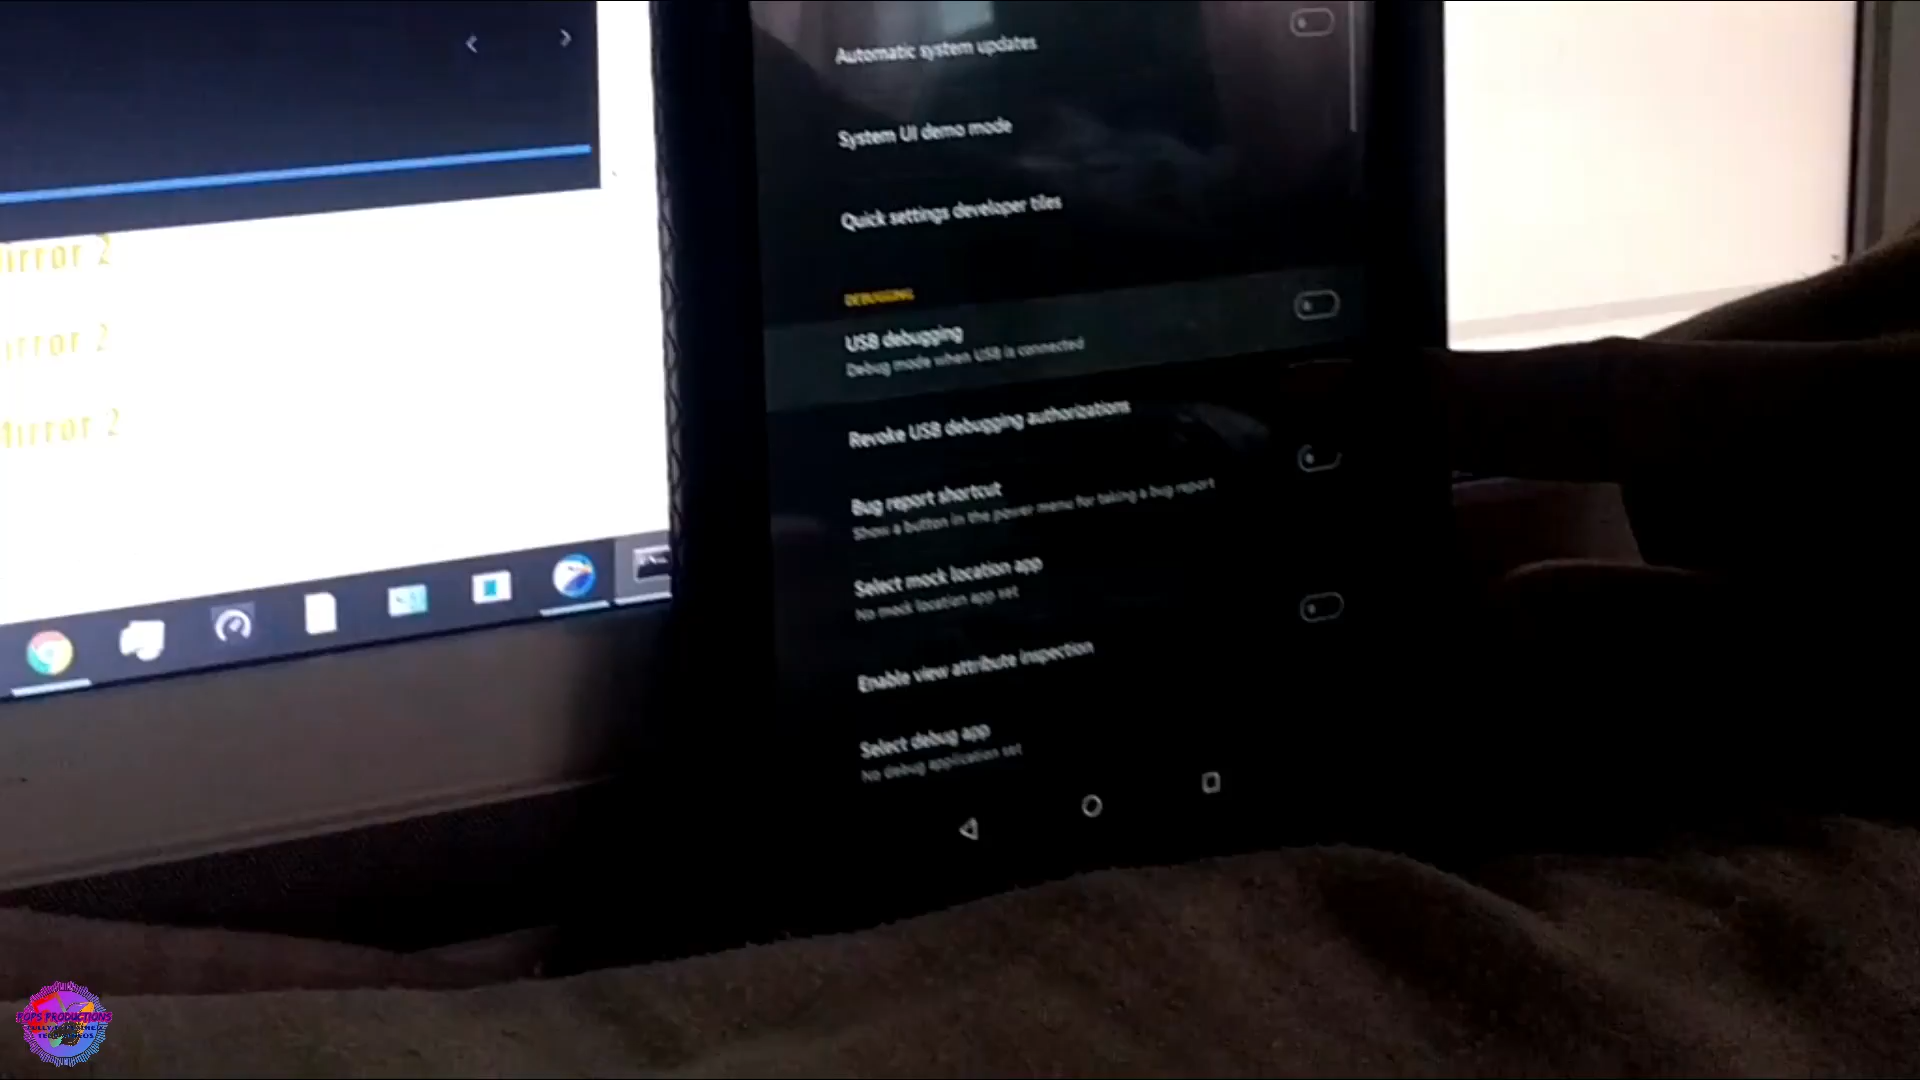 Automatic system updates
System UI demo mode
Quick settings developer tiles
DEBUGGING
USB debugging
Debug mode when USB is connected
Revoke USB debugging authorizations
Bug report shortcut
Show a button in the power menu for taking a bug report
Select mock location app
No mock location app set
Enable view attribute inspection
Select debug app
No debug application set
irror 2
irror 2
Mirror 2
POPS PRODUCTIONS